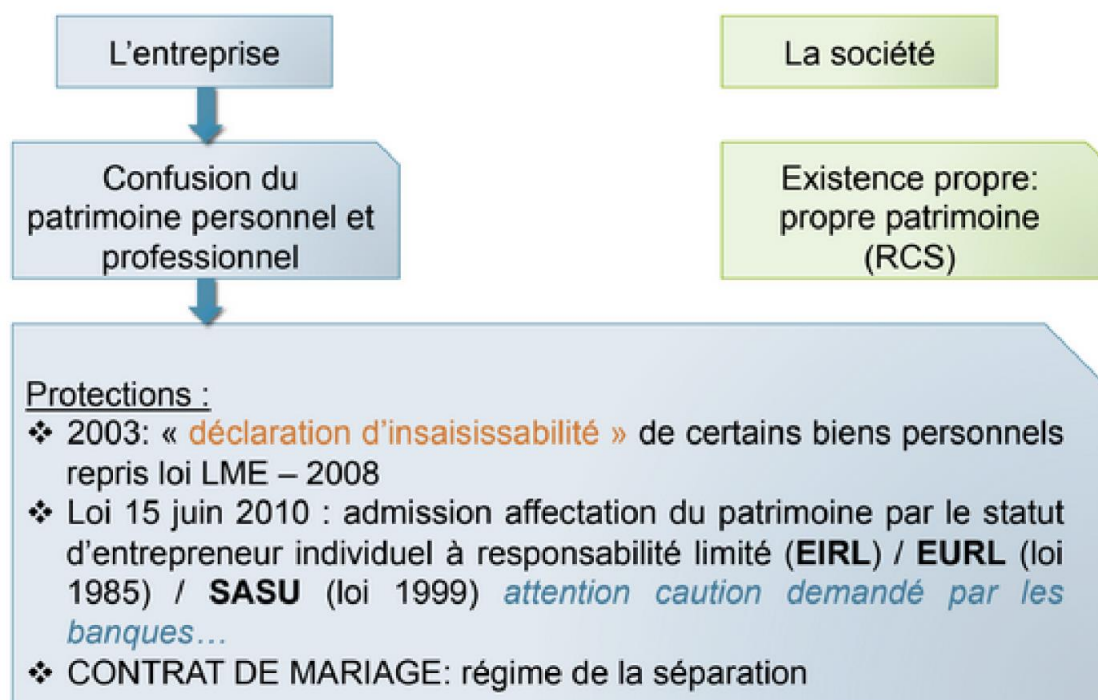 L'entreprise
La société
Confusion du
patrimoine personnel et
professionnel
Existence propre:
propre patrimoine
(RCS)
Protections :
❖ 2003: « déclaration d'insaisissabilité » de certains biens personnels
repris loi LME – 2008
❖ Loi 15 juin 2010 : admission affectation du patrimoine par le statut
d'entrepreneur individuel à responsabilité limité (EIRL) / EURL (loi
1985) / SASU (loi 1999) attention caution demandé par les
banques…
❖ CONTRAT DE MARIAGE: régime de la séparation